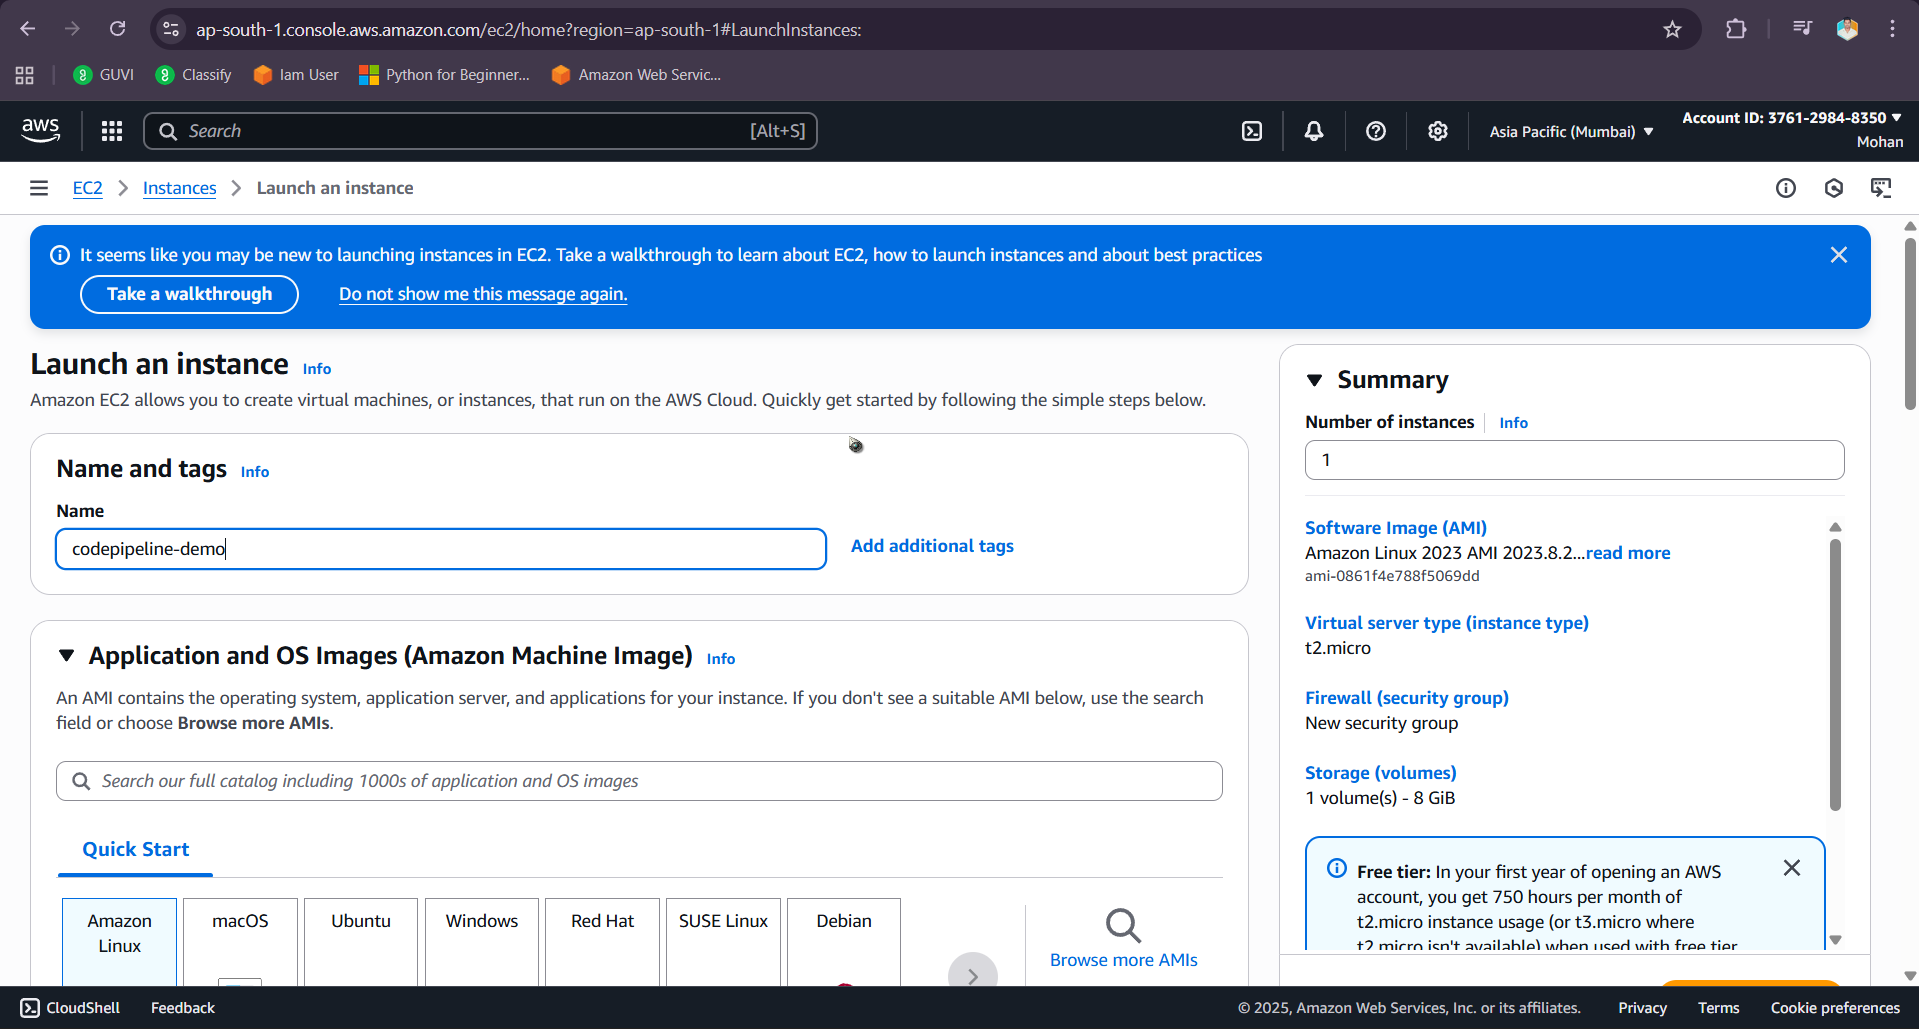 ap-south-1.console.aws.amazon.com/ec2/home?region=ap-south-1#LaunchInstances:
GUVI
Classify
Iam User
Python for Beginner...
Amazon Web Servic...
aws
Search
[Alt+S]
Asia Pacific (Mumbai)
Account ID: 3761-2984-8350
Mohan
EC2
Instances
Launch an instance
It seems like you may be new to launching instances in EC2. Take a walkthrough to learn about EC2, how to launch instances and about best practices
Take a walkthrough
Do not show me this message again.
Launch an instance Info
Amazon EC2 allows you to create virtual machines, or instances, that run on the AWS Cloud. Quickly get started by following the simple steps below.
Name and tags Info
Name
codepipeline-demo
Add additional tags
Application and OS Images (Amazon Machine Image) Info
An AMI contains the operating system, application server, and applications for your instance. If you don't see a suitable AMI below, use the search
field or choose Browse more AMIs.
Search our full catalog including 1000s of application and OS images
Quick Start
Amazon
Linux
macOS
Ubuntu
Windows
Red Hat
SUSE Linux
Debian
Browse more AMIs
Summary
Number of instances Info
1
Software Image (AMI)
Amazon Linux 2023 AMI 2023.8.2...read more
ami-0861f4e788f5069dd
Virtual server type (instance type)
t2.micro
Firewall (security group)
New security group
Storage (volumes)
1 volume(s) - 8 GiB
Free tier: In your first year of opening an AWS
account, you get 750 hours per month of
t2.micro instance usage (or t3.micro where
t2.micro isn't available) when used with free tier
CloudShell
Feedback
© 2025, Amazon Web Services, Inc. or its affiliates.
Privacy
Terms
Cookie preferences